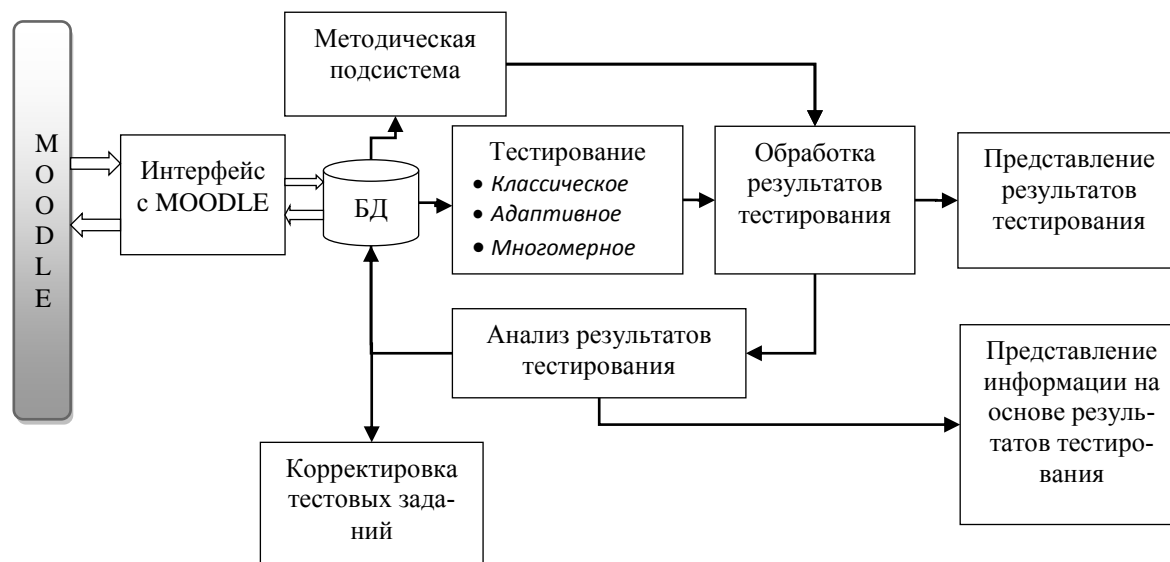 М
O
O
D
L
E
Интерфейс
с MOODLE
БД
Методическая
подсистема
Тестирование
• Классическое
• Адаптивное
• Многомерное
Обработка
результатов
тестирования
Представление
результатов
тестирования
Анализ результатов
тестирования
Представление
информации на
основе резуль-
татов тестиро-
вания
Корректировка
тестовых зада-
ний